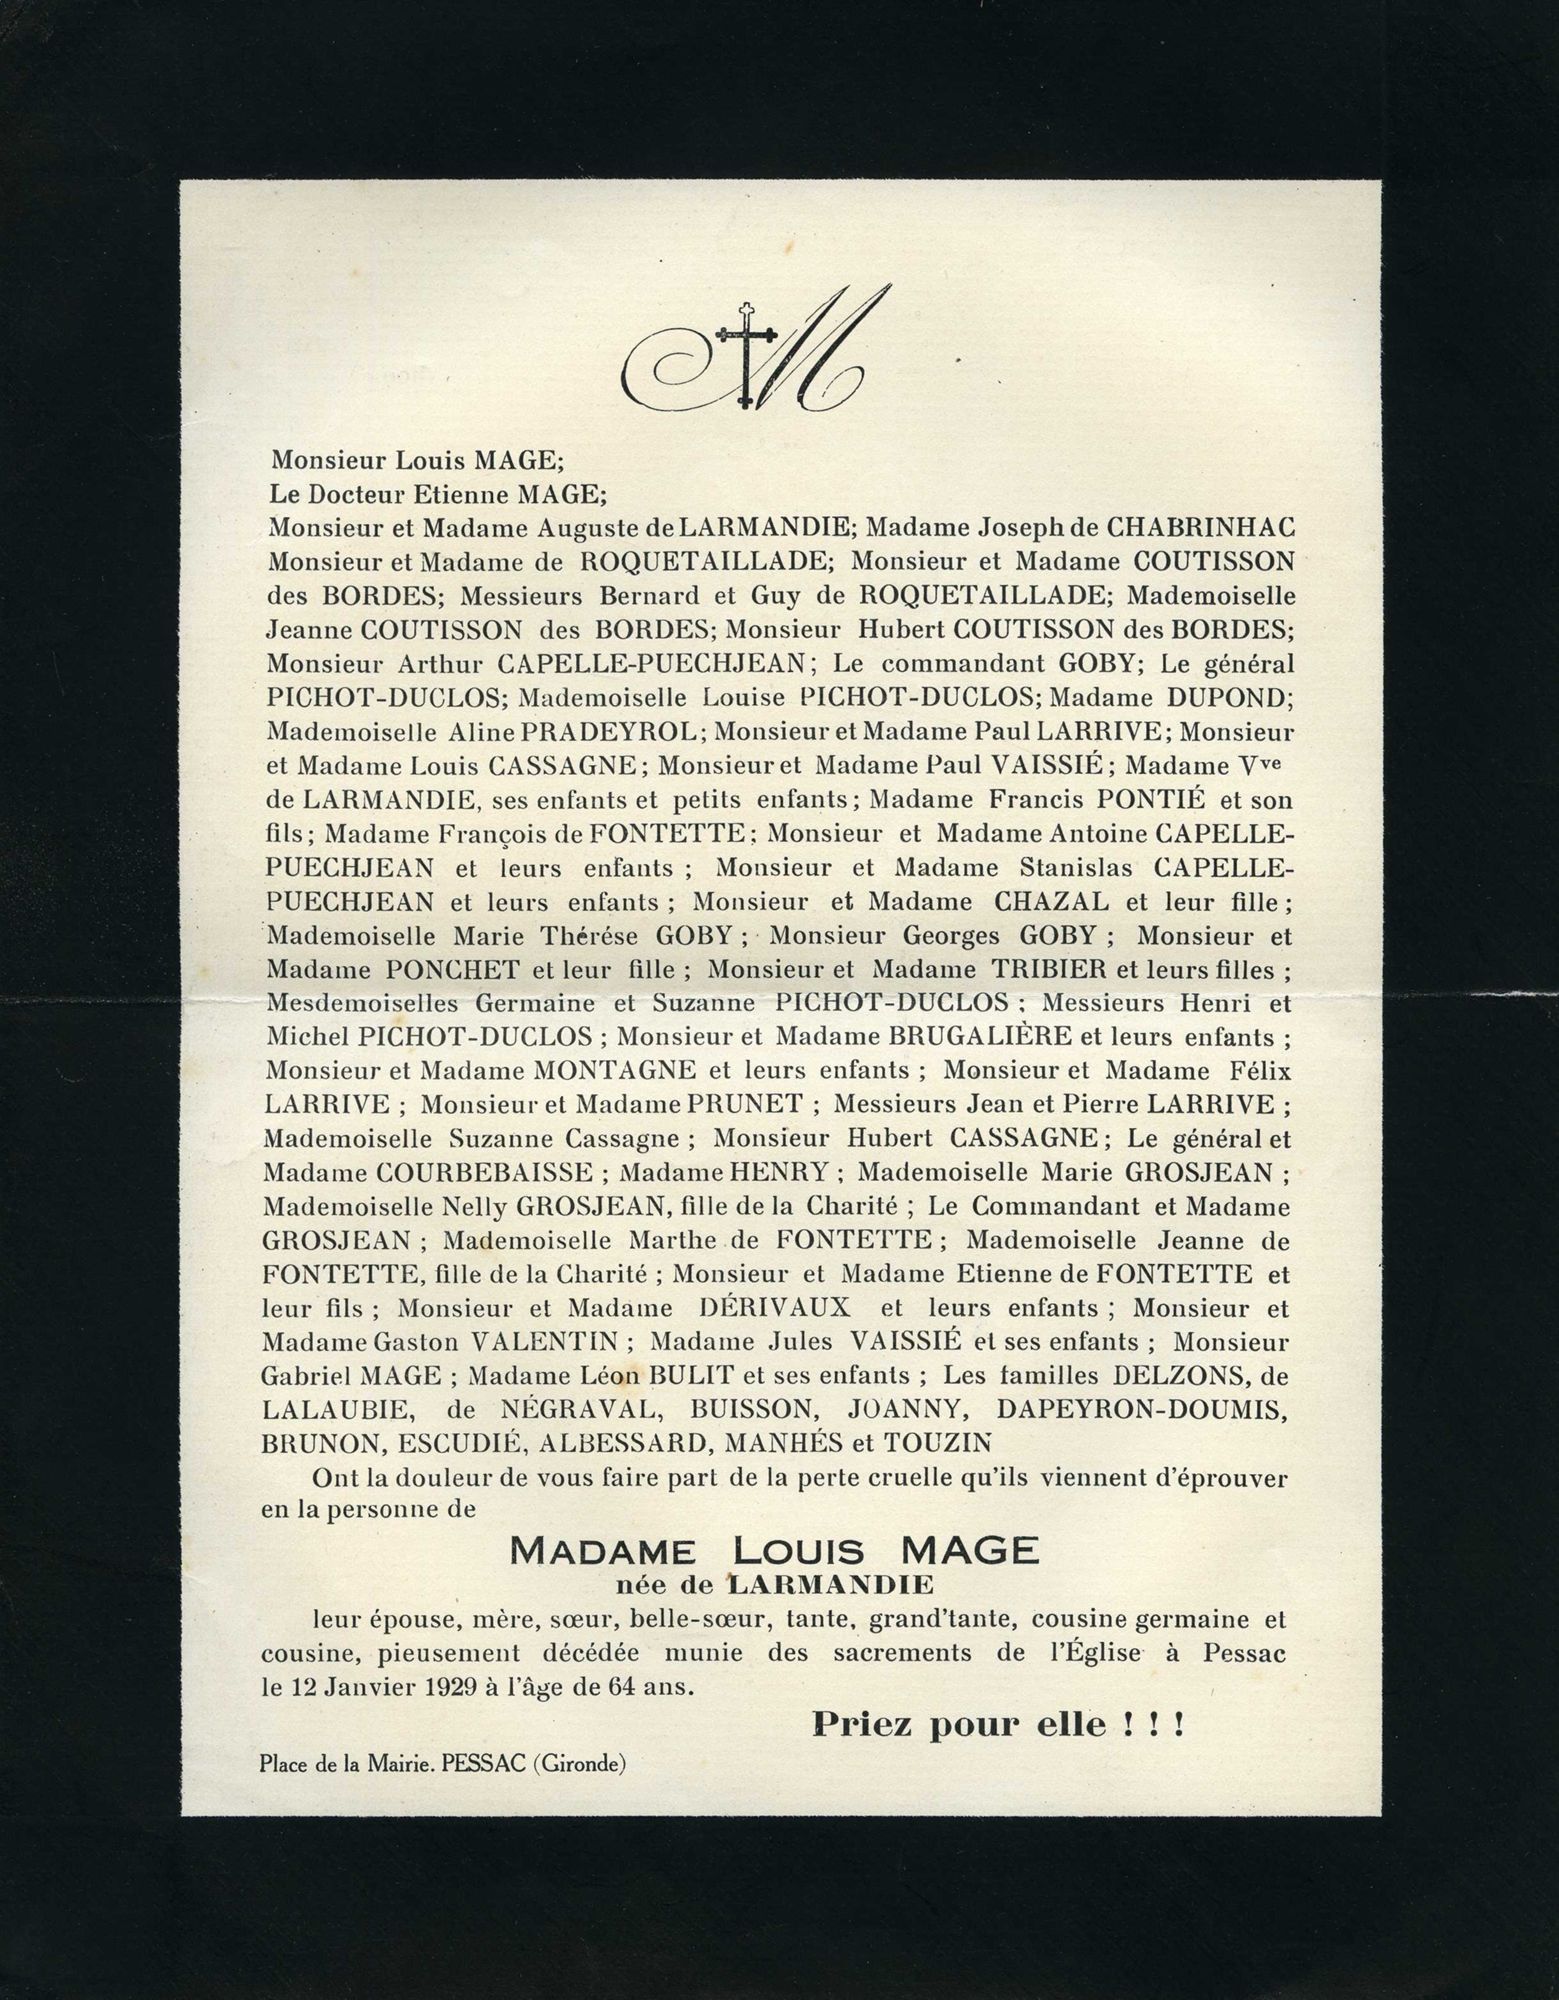 M
Monsieur Louis MAGE;
Le Docteur Etienne MAGE;
Monsieur et Madame Auguste de LARMANDIE; Madame Joseph de CHABRINHAC
Monsieur et Madame de ROQUETAILLADE; Monsieur et Madame COUTISSON
des BORDES; Messieurs Bernard et Guy de ROQUETAILLADE; Mademoiselle
Jeanne COUTISSON des BORDES; Monsieur Hubert COUTISSON des BORDES;
Monsieur Arthur CAPELLE-PUECHJEAN; Le commandant GOBY; Le général
PICHOT-DUCLOS; Mademoiselle Louise PICHOT-DUCLOS; Madame DUPOND;
Mademoiselle Aline PRADEYROL; Monsieur et Madame Paul LARRIVE; Monsieur
et Madame Louis CASSAGNE; Monsieur et Madame Paul VAISSIÉ; Madame Vve
de LARMANDIE, ses enfants et petits enfants; Madame Francis PONTIÉ et son
fils; Madame François de FONTETTE; Monsieur et Madame Antoine CAPELLE-
PUECHJEAN et leurs enfants ; Monsieur et Madame Stanislas CAPELLE-
PUECHJEAN et leurs enfants ; Monsieur et Madame CHAZAL et leur fille ;
Mademoiselle Marie Thérése GOBY ; Monsieur Georges GOBY ; Monsieur et
Madame PONCHET et leur fille ; Monsieur et Madame TRIBIER et leurs filles ;
Mesdemoiselles Germaine et Suzanne PICHOT-DUCLOS ; Messieurs Henri et
Michel PICHOT-DUCLOS ; Monsieur et Madame BRUGALIÈRE et leurs enfants ;
Monsieur et Madame MONTAGNE et leurs enfants ; Monsieur et Madame Félix
LARRIVE ; Monsieur et Madame PRUNET ; Messieurs Jean et Pierre LARRIVE ;
Mademoiselle Suzanne Cassagne ; Monsieur Hubert CASSAGNE; Le général et
Madame COURBEBAISSE ; Madame HENRY ; Mademoiselle Marie GROSJEAN ;
Mademoiselle Nelly GROSJEAN, fille de la Charité ; Le Commandant et Madame
GROSJEAN ; Mademoiselle Marthe de FONTETTE ; Mademoiselle Jeanne de
FONTETTE, fille de la Charité ; Monsieur et Madame Etienne de FONTETTE et
leur fils ; Monsieur et Madame DÉRIVAUX et leurs enfants ; Monsieur et
Madame Gaston VALENTIN ; Madame Jules VAISSIÉ et ses enfants ; Monsieur
Gabriel MAGE ; Madame Léon BULIT et ses enfants ; Les familles DELZONS, de
LALAUBIE, de NÉGRAVAL, BUISSON, JOANNY, DAPEYRON-DOUMIS,
BRUNON, ESCUDIÉ, ALBESSARD, MANHÉS et TOUZIN
Ont la douleur de vous faire part de la perte cruelle qu'ils viennent d'éprouver
en la personne de
MADAME LOUIS MAGE
née de LARMANDIE
leur épouse, mère, sœur, belle-sœur, tante, grand'tante, cousine germaine et
cousine, pieusement décédée munie des sacrements de l'Église à Pessac
le 12 Janvier 1929 à l'âge de 64 ans.
Priez pour elle ! ! !
Place de la Mairie. PESSAC (Gironde)